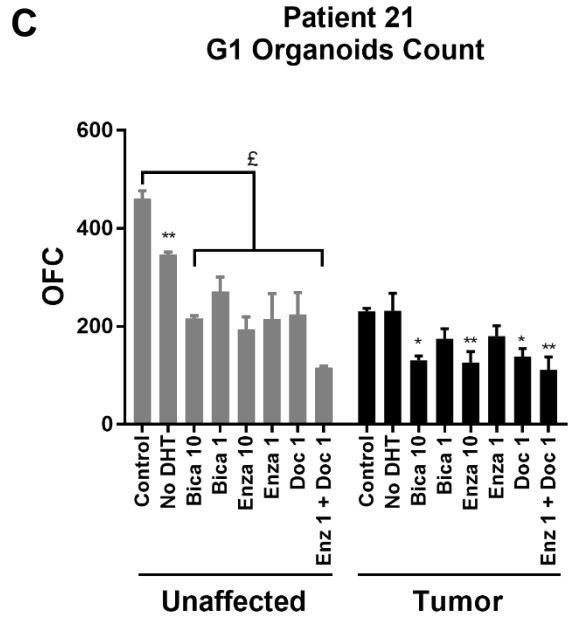 C
Patient 21
G1 Organoids Count
OFC
600
400
200
0
£
**
*
**
*
**
Control
No DHT
Bica 10
Bica 1
Enza 10
Enza 1
Doc 1
Enz 1 + Doc 1
Control
No DHT
Bica 10
Bica 1
Enza 10
Enza 1
Doc 1
Enz 1 + Doc 1
Unaffected
Tumor